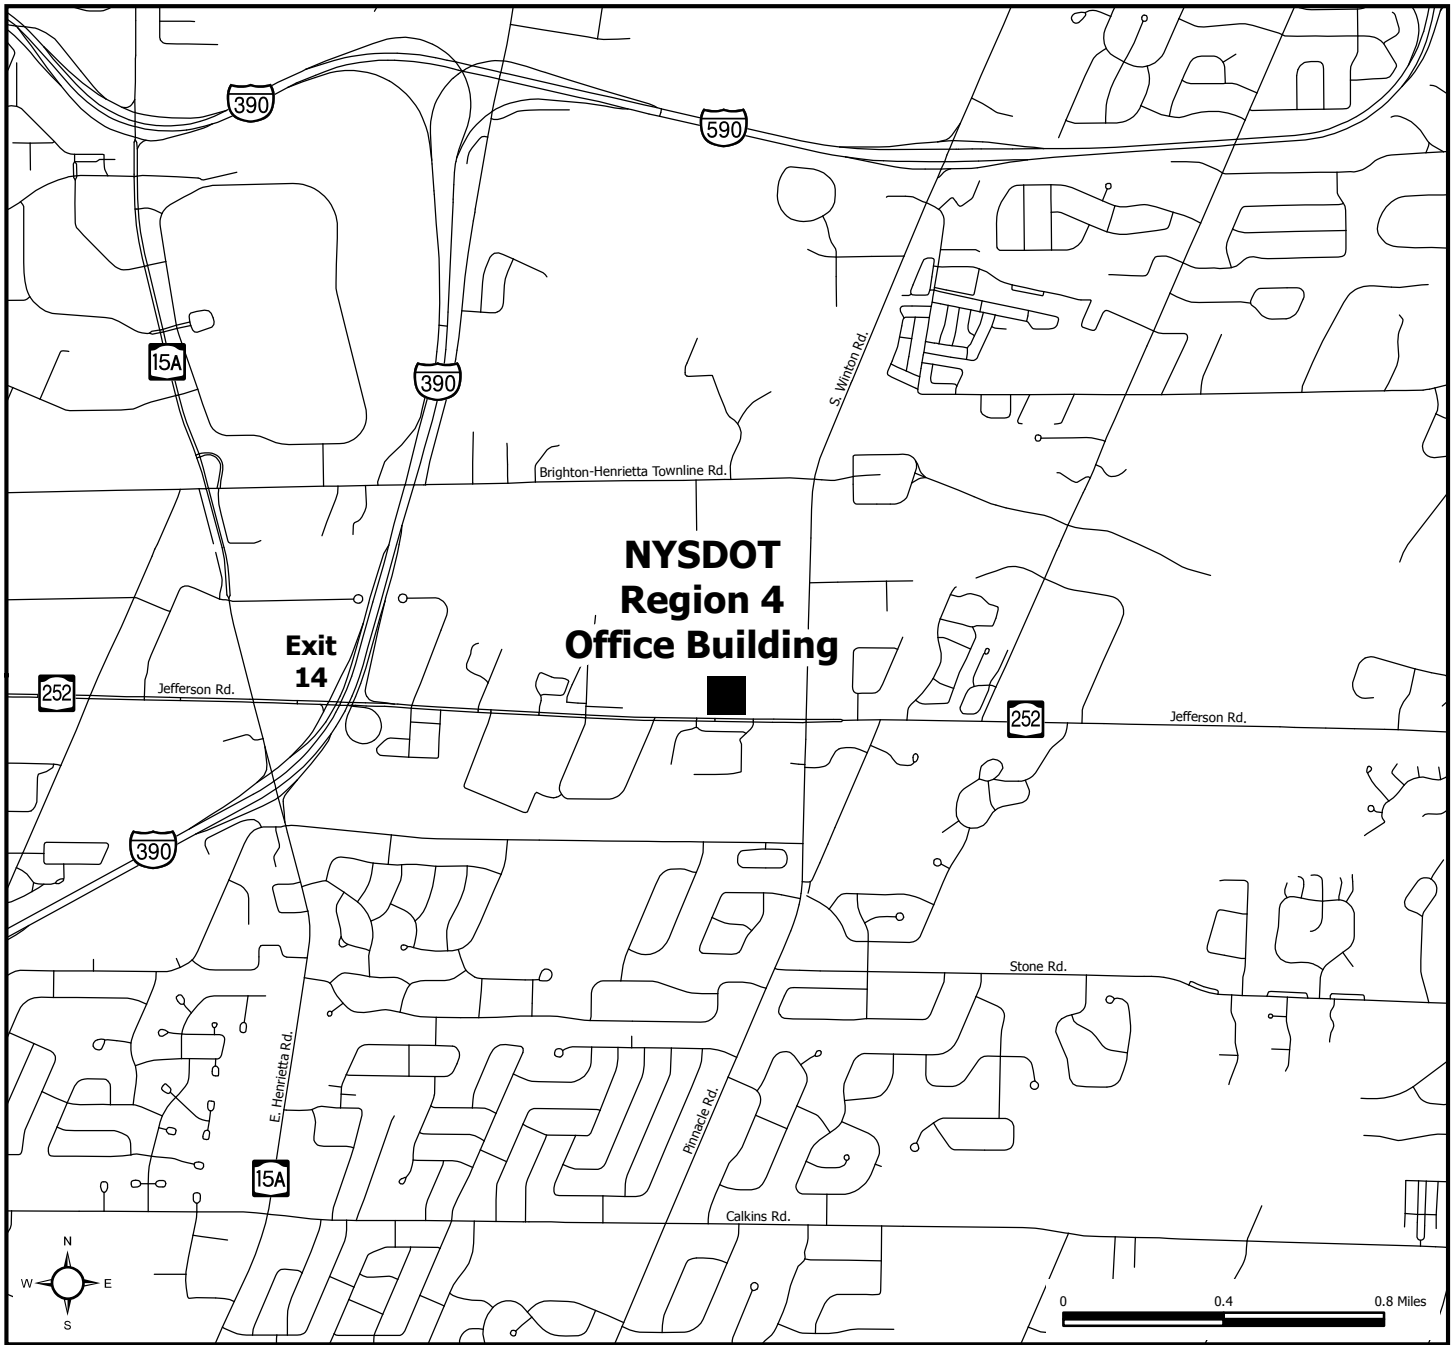 390
590
15A
390
S. Winton Rd.
Brighton-Henrietta Townline Rd.
NYSDOT
Region 4
Office Building
Exit
14
252
Jefferson Rd.
252
Jefferson Rd.
390
Stone Rd.
E. Henrietta Rd.
Pinnacle Rd.
15A
Calkins Rd.
N
W E
S
0 0.4 0.8 Miles